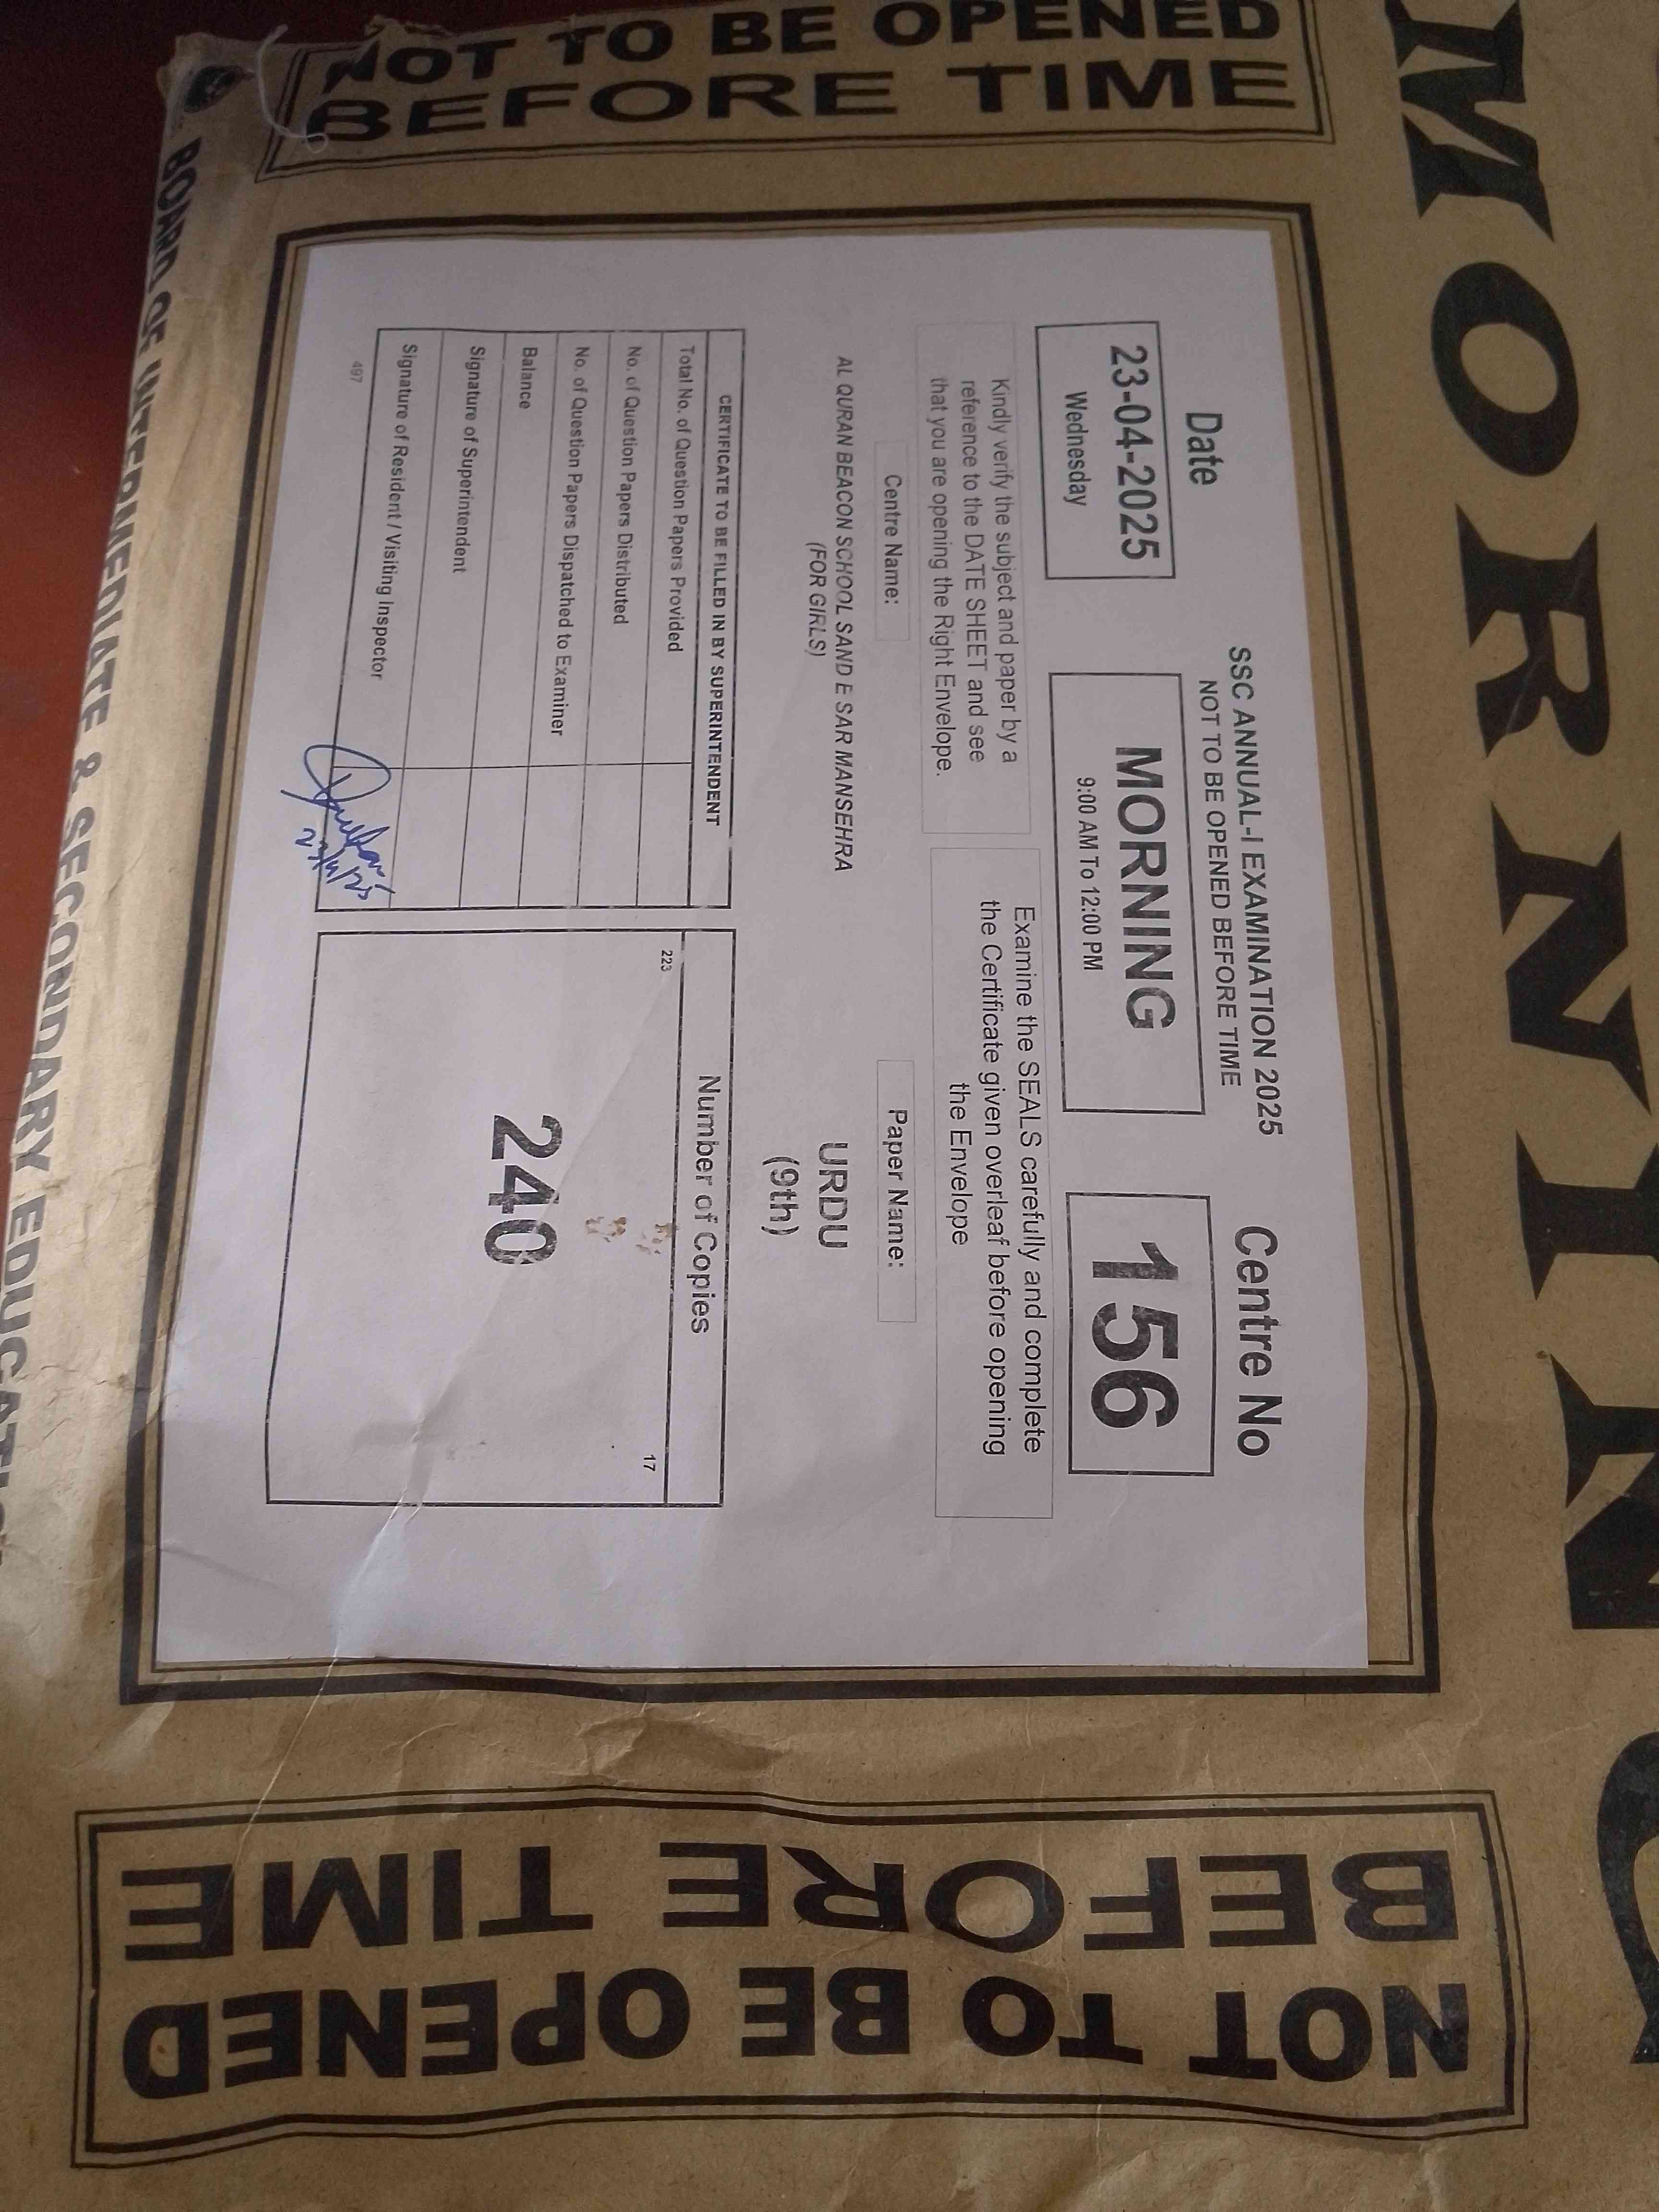 NOT TO BE OPENED
BEFORE TIME
MORNING
SSC ANNUAL-I EXAMINATION 2025
NOT TO BE OPENED BEFORE TIME
Date
23-04-2025
Wednesday
MORNING
9:00 AM To 12:00 PM
Centre No
156
Kindly verify the subject and paper by a
reference to the DATE SHEET and see
that you are opening the Right Envelope.
Examine the SEALS carefully and complete
the Certificate given overleaf before opening
the Envelope
Centre Name:
AL QURAN BEACON SCHOOL SAND E SAR MANSEHRA
(FOR GIRLS)
Paper Name:
URDU
(9th)
CERTIFICATE TO BE FILLED IN BY SUPERINTENDENT
Total No. of Question Papers Provided
No. of Question Papers Distributed
No. of Question Papers Dispatched to Examiner
Balance
Signature of Superintendent
Signature of Resident / Visiting Inspector
23/4/25
497
Number of Copies
223
17
240
BOARD OF INTERMEDIATE & SECONDARY EDUCATION
NOT TO BE OPENED
BEFORE TIME